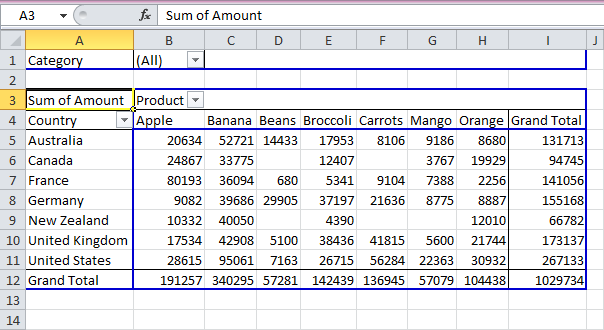 A3 fx Sum of Amount
A B C D E F G H I J
1 Category (All)
2
3 Sum of Amount Product
4 Country Apple Banana Beans Broccoli Carrots Mango Orange Grand Total
5 Australia 20634 52721 14433 17953 8106 9186 8680 131713
6 Canada 24867 33775 12407 3767 19929 94745
7 France 80193 36094 680 5341 9104 7388 2256 141056
8 Germany 9082 39686 29905 37197 21636 8775 8887 155168
9 New Zealand 10332 40050 4390 12010 66782
10 United Kingdom 17534 42908 5100 38436 41815 5600 21744 173137
11 United States 28615 95061 7163 26715 56284 22363 30932 267133
12 Grand Total 191257 340295 57281 142439 136945 57079 104438 1029734
13
14